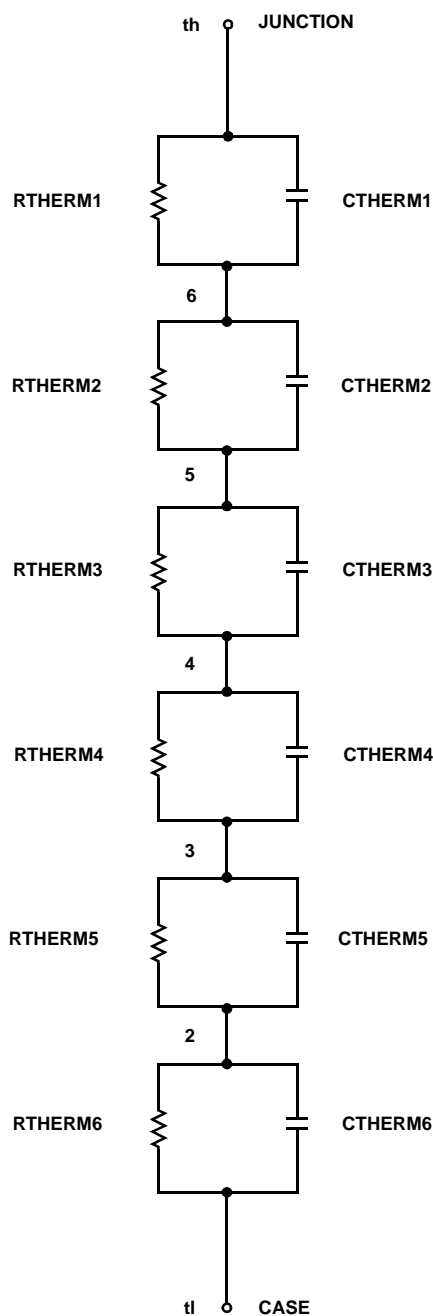 th JUNCTION
RTHERM1 CTHERM1
6
RTHERM2 CTHERM2
5
RTHERM3 CTHERM3
4
RTHERM4 CTHERM4
3
RTHERM5 CTHERM5
2
RTHERM6 CTHERM6
tl CASE